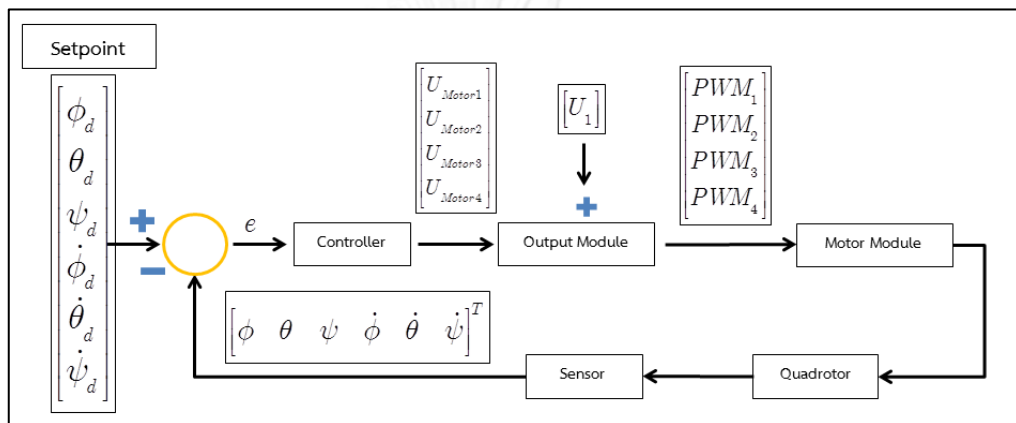 Setpoint
ϕ_d
θ_d
ψ_d
ϕ̇_d
θ̇_d
ψ̇_d
+
−
e
Controller
U_Motor1
U_Motor2
U_Motor3
U_Motor4
[U_1]
+
Output Module
PWM_1
PWM_2
PWM_3
PWM_4
Motor Module
[ϕ θ ψ ϕ̇ θ̇ ψ̇]^T
Sensor
Quadrotor